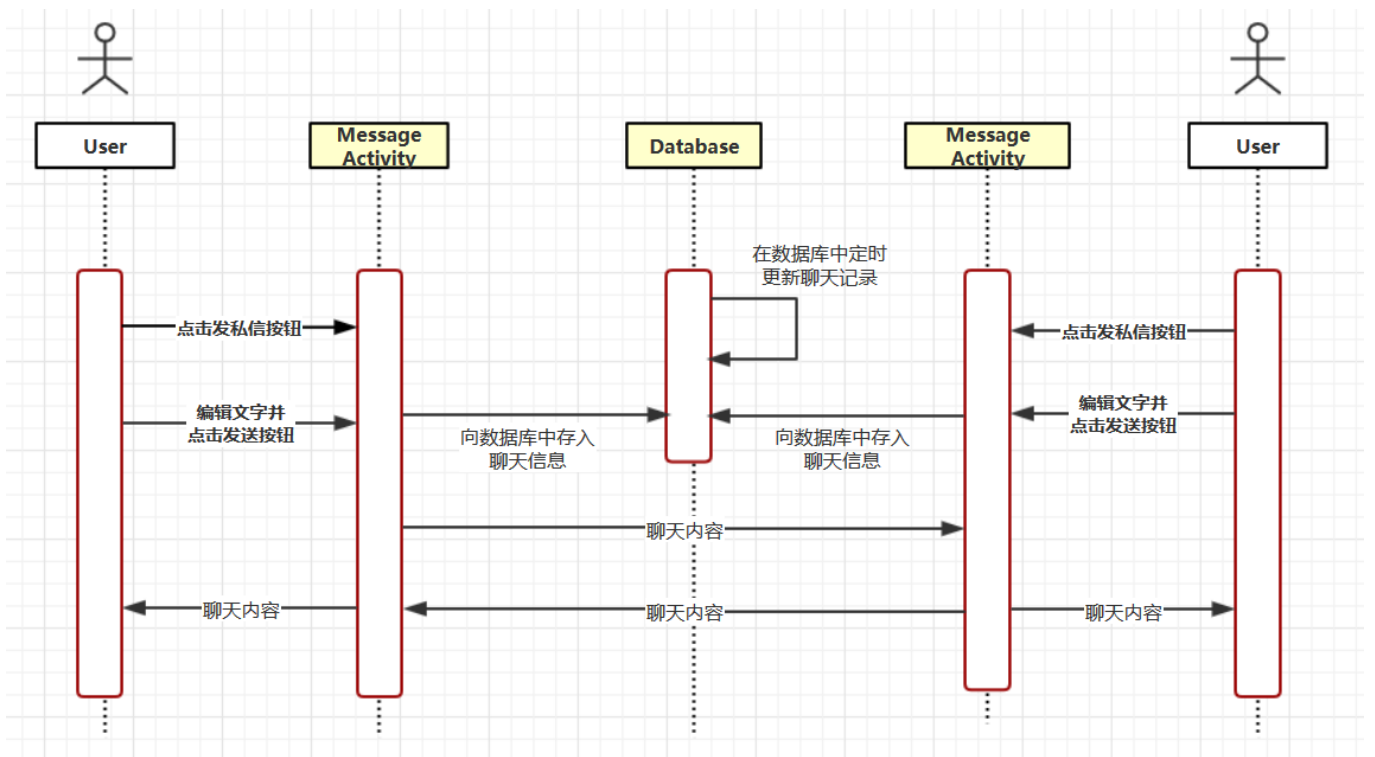 User
Message
Activity
Database
Message
Activity
User
在数据库中定时
更新聊天记录
点击发私信按钮
点击发私信按钮
编辑文字并
点击发送按钮
向数据库中存入
聊天信息
向数据库中存入
聊天信息
编辑文字并
点击发送按钮
聊天内容
聊天内容
聊天内容
聊天内容